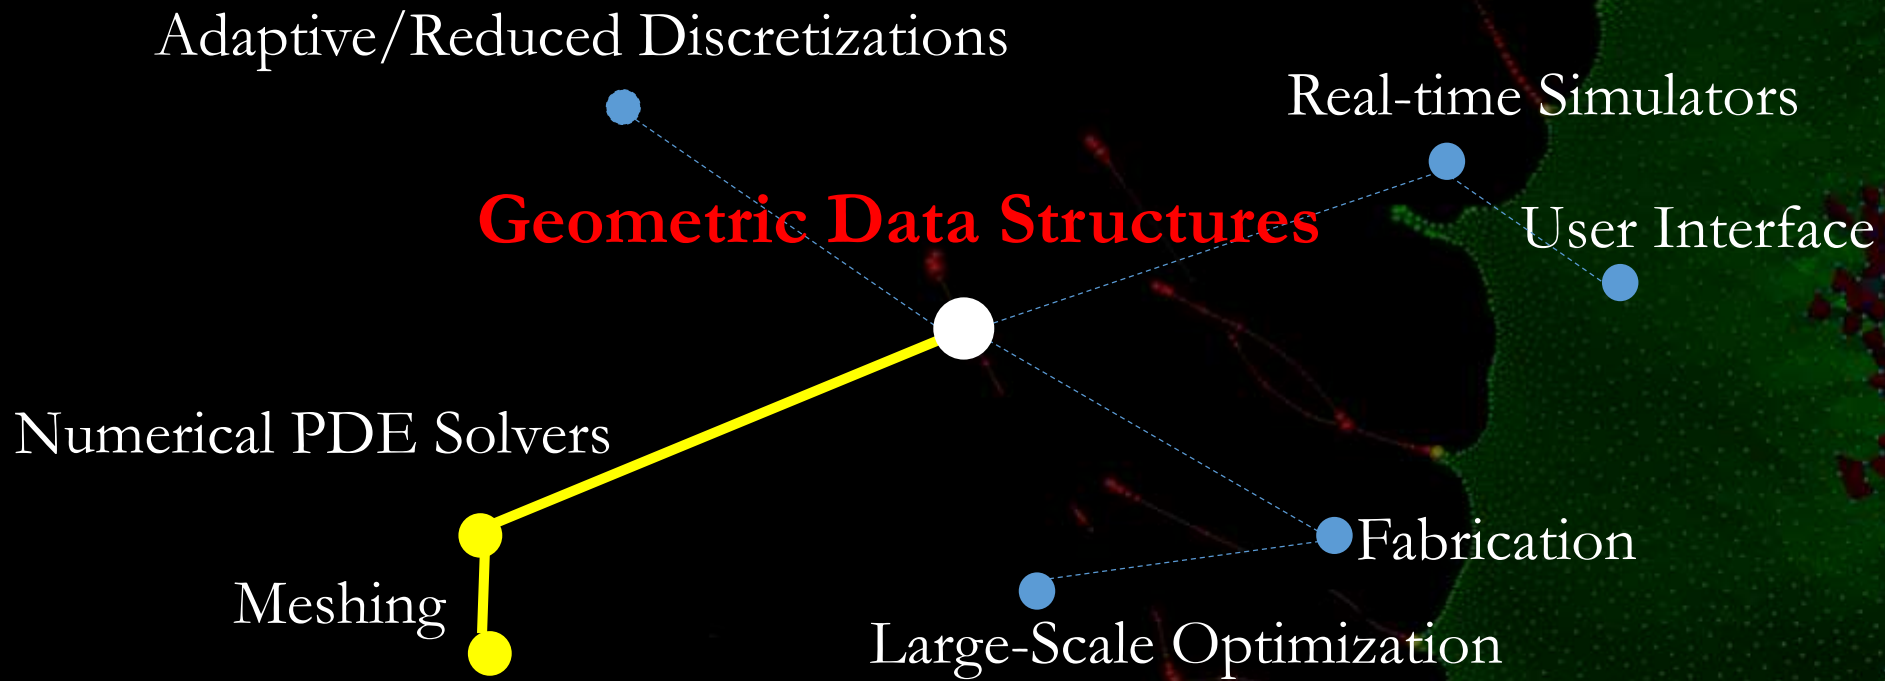 Adaptive/Reduced Discretizations
Real-time Simulators
Geometric Data Structures
User Interface
Numerical PDE Solvers
Fabrication
Meshing
Large-Scale Optimization